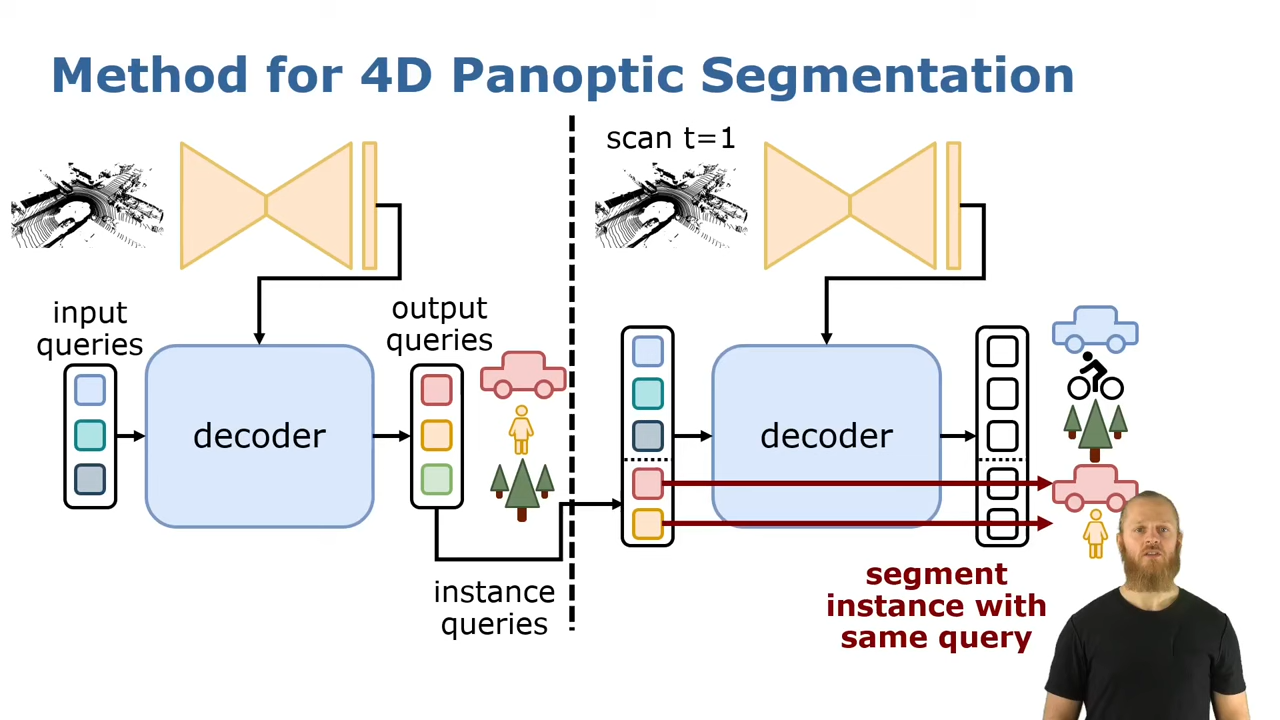 Method for 4D Panoptic Segmentation
scan t=1
input
queries
output
queries
decoder
decoder
instance
queries
segment
instance with
same query